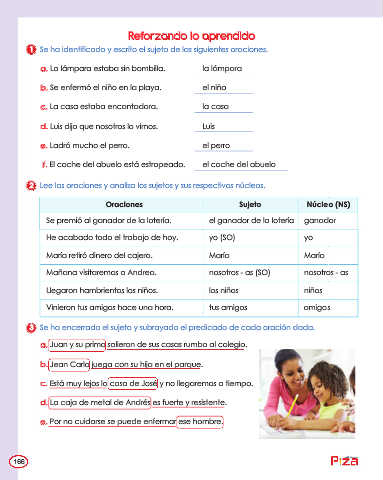 Reforzando lo aprendido
1 Se ha identificado y escrito el sujeto de las siguientes oraciones.
a. La lámpara estaba sin bombilla. la lámpara
b. Se enfermó el niño en la playa. el niño
c. La casa estaba encantadora. la casa
d. Luis dijo que nosotros lo vimos. Luis
e. Ladró mucho el perro. el perro
f. El coche del abuelo está estropeado. el coche del abuelo
2 Lee las oraciones y analiza los sujetos y sus respectivos núcleos.
Oraciones Sujeto Núcleo (NS)
Se premió al ganador de la lotería. el ganador de la lotería ganador
He acabado todo el trabajo de hoy. yo (SO) yo
María retiró dinero del cajero. María María
Mañana visitaremos a Andrea. nosotros - as (SO) nosotros - as
Llegaron hambrientos los niños. los niños niños
Vinieron tus amigos hace una hora. tus amigos amigos
3 Se ha encerrado el sujeto y subrayado el predicado de cada oración dada.
a. Juan y su prima salieron de sus casas rumbo al colegio.
b. Jean Carla juega con su hijo en el parque.
c. Está muy lejos la casa de José y no llegaremos a tiempo.
d. La caja de metal de Andrés es fuerte y resistente.
e. Por no cuidarse se puede enfermar ese hombre.
166